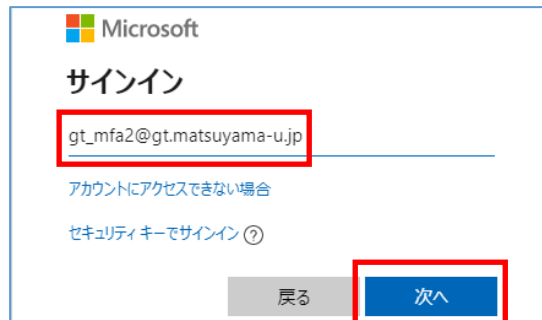 Microsoft
サインイン
gt_mfa2@gt.matsuyama-u.jp
アカウントにアクセスできない場合
セキュリティ キーでサインイン ?
戻る
次へ